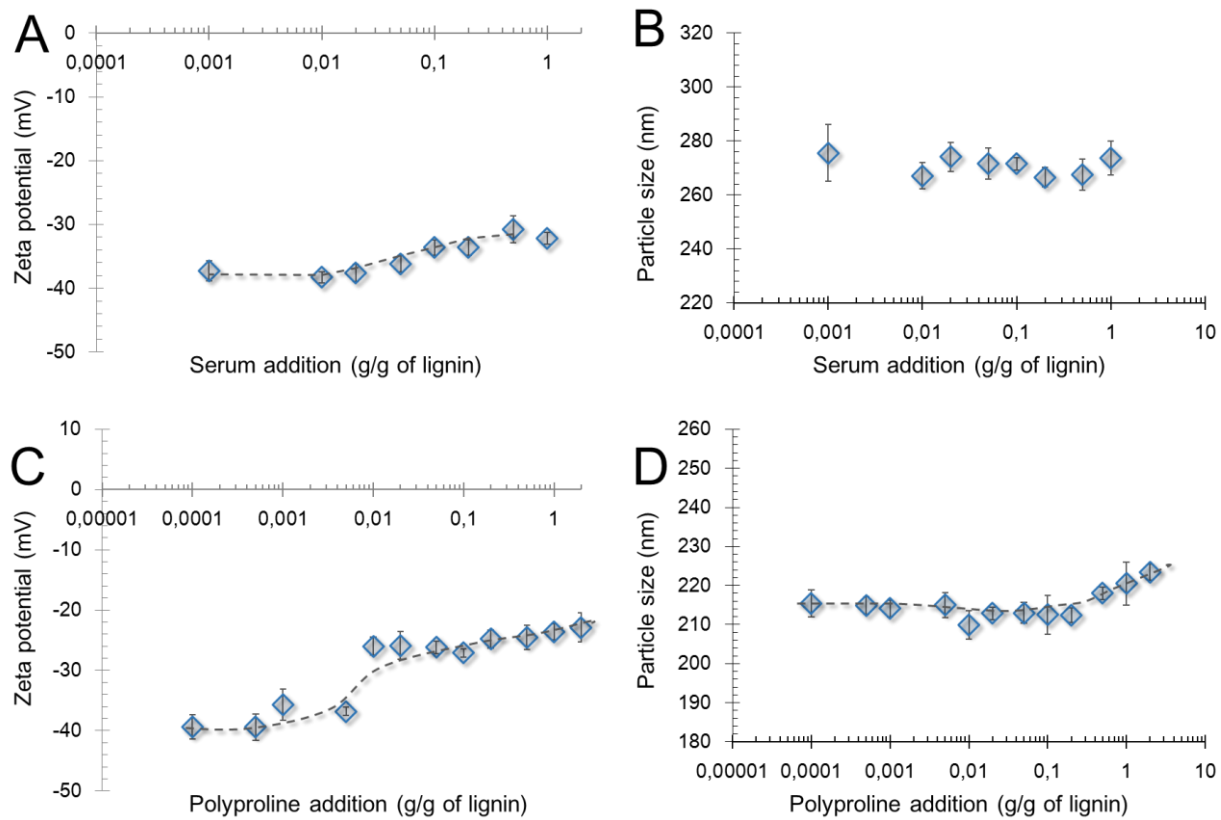 A
0
0,0001 0,001 0,01 0,1 1
-10
-20
-30
-40
-50
Zeta potential (mV)
Serum addition (g/g of lignin)
B
320
300
280
260
240
220
0,0001 0,001 0,01 0,1 1 10
Particle size (nm)
Serum addition (g/g of lignin)
C
10
0
0,00001 0,0001 0,001 0,01 0,1 1
-10
-20
-30
-40
-50
Zeta potential (mV)
Polyproline addition (g/g of lignin)
D
260
250
240
230
220
210
200
190
180
0,00001 0,0001 0,001 0,01 0,1 1 10
Particle size (nm)
Polyproline addition (g/g of lignin)